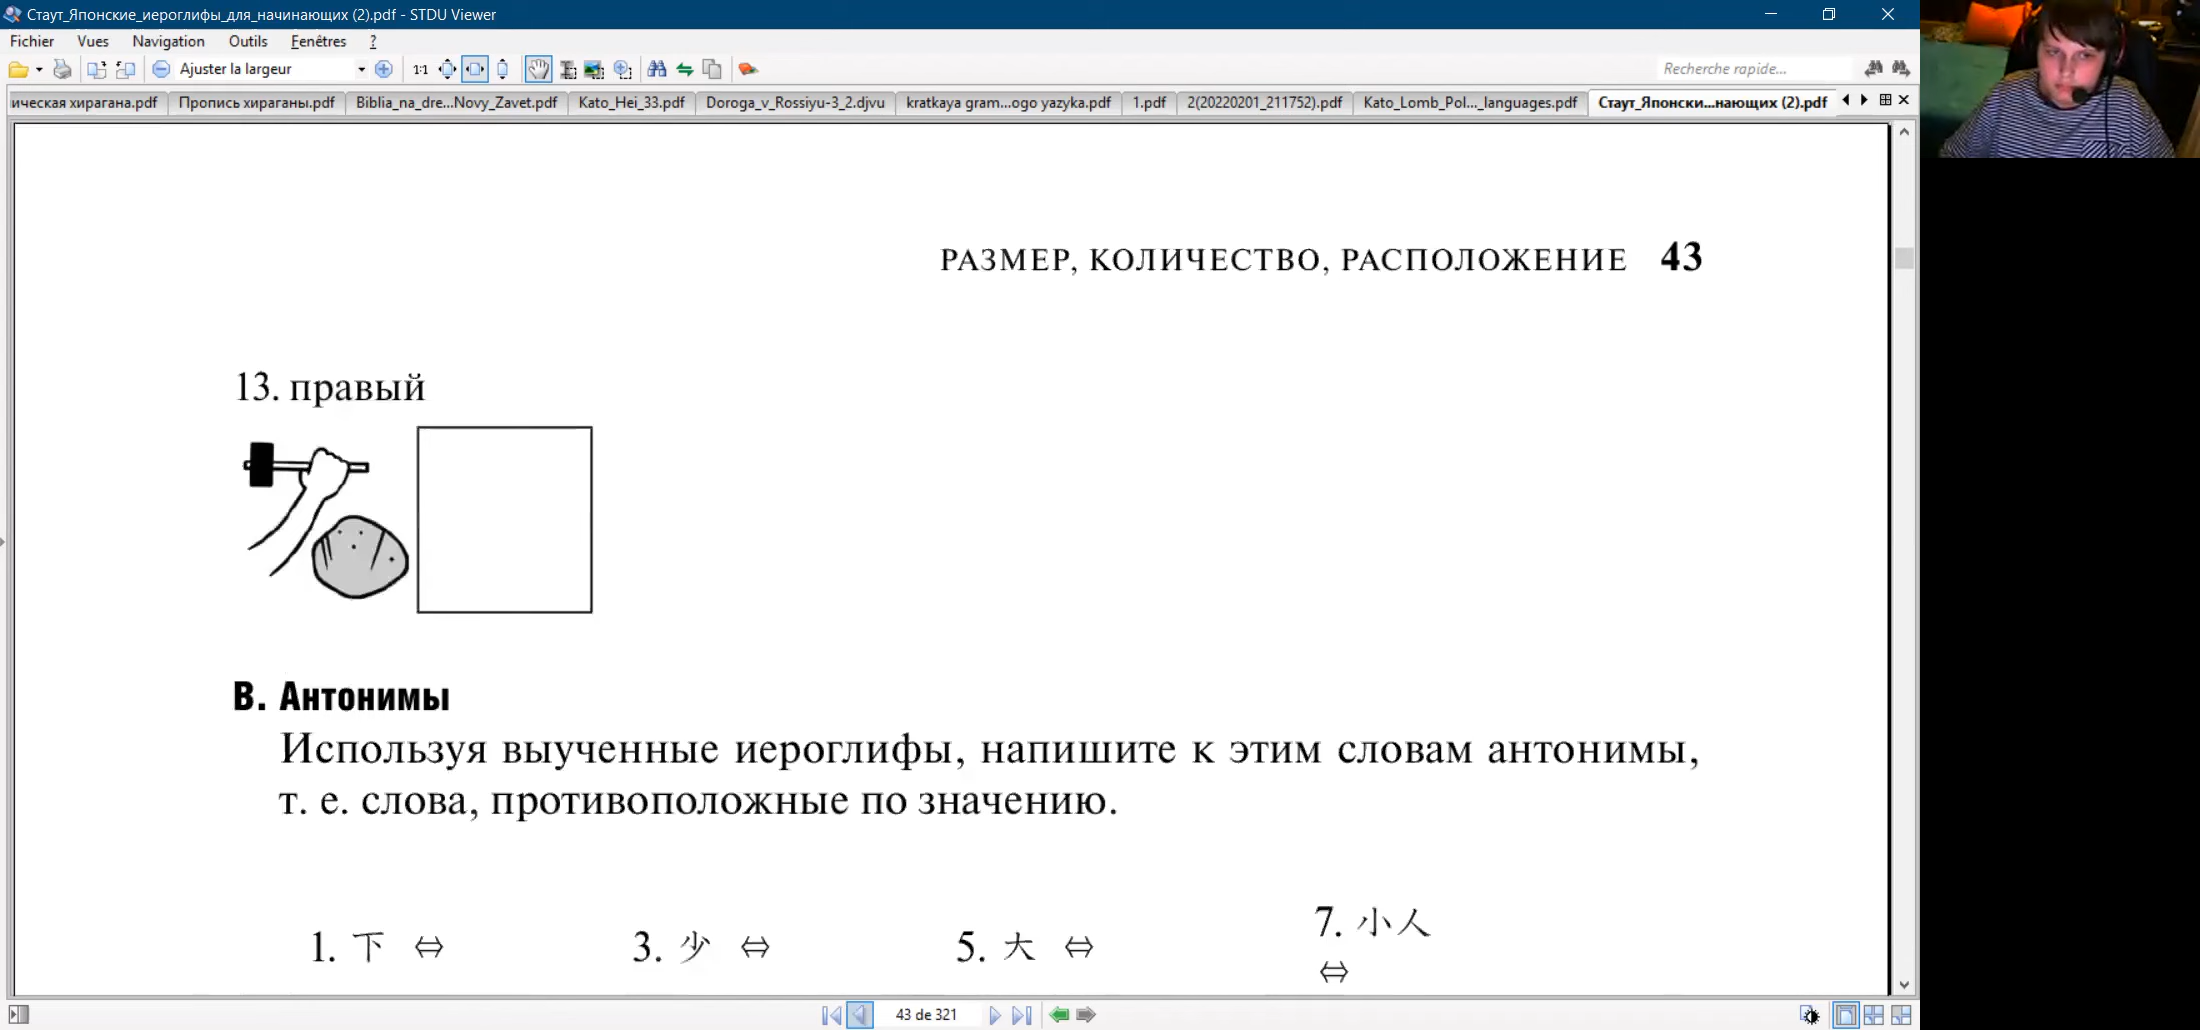 Стаут_Японские_иероглифы_для_начинающих (2).pdf - STDU Viewer
Fichier Vues Navigation Outils Fenêtres ?
Ajuster la largeur 1:1 Recherche rapide...
ическая хирагана.pdf Пропись хираганы.pdf Biblia_na_dre...Novy_Zavet.pdf Kato_Hei_33.pdf Doroga_v_Rossiyu-3_2.djvu kratkaya gram...ogo yazyka.pdf 1.pdf 2(20220201_211752).pdf Kato_Lomb_Pol..._languages.pdf Стаут_Японски...нающих (2).pdf
РАЗМЕР, КОЛИЧЕСТВО, РАСПОЛОЖЕНИЕ 43
13. правый
В. Антонимы
Используя выученные иероглифы, напишите к этим словам антонимы,
т. е. слова, противоположные по значению.
1. 下 ⇔ 3. 少 ⇔ 5. 大 ⇔ 7. 小人
⇔
43 de 321